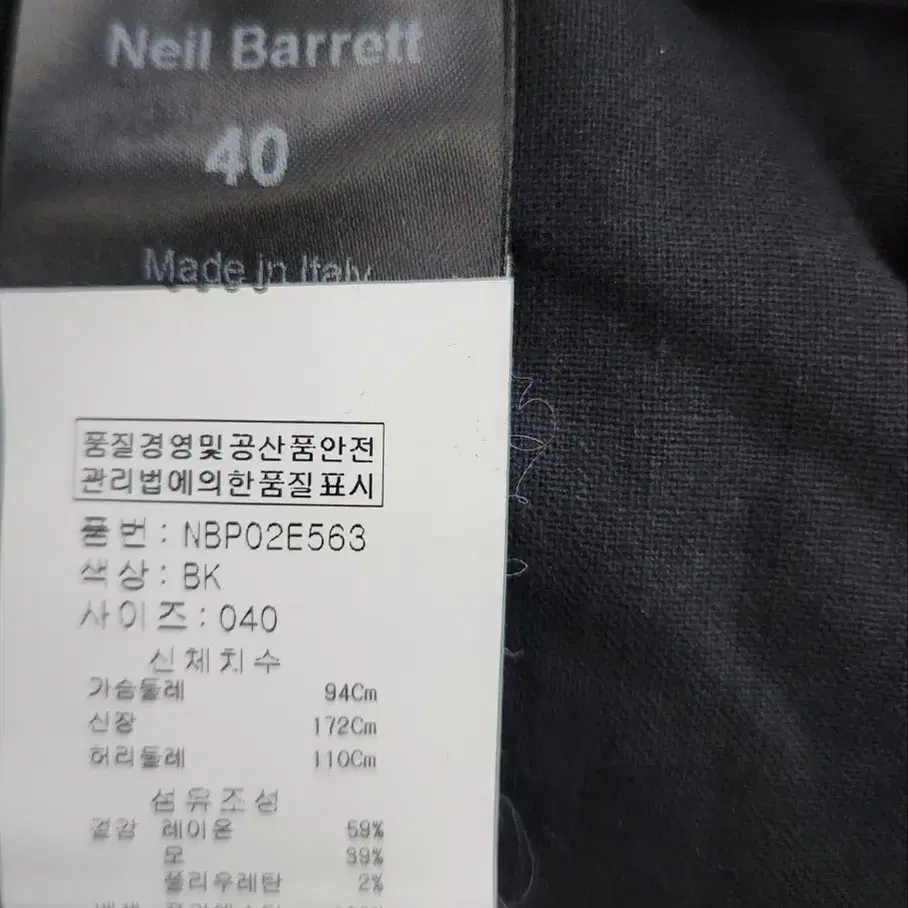 Neil Barrett
40
Made in Italy
품질경영및공산품안전
관리법에의한품질표시
품 번 : NBP02E563
색 상 : BK
사 이 즈 : 040
신 체 치 수
가슴둘레 94Cm
신장 172Cm
허리둘레 110Cm
섬 유 조 성
겉감 레이온 59%
모 39%
폴리우레탄 2%